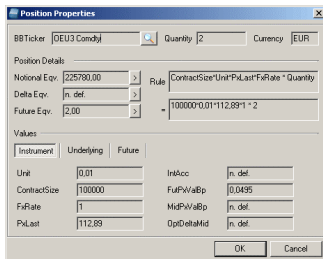 Position Properties
BBTicker OEU3 Comdty Quantity 2 Currency EUR
Position Details
Notional Eqv. 225780,00 > Rule ContractSize*Unit*PxLast*FxRate * Quantity
Delta Eqv. n. def. >
Future Eqv. 2,00 > = 100000*0,01*112,89*1 * 2
Values
Instrument Underlying Future
Unit 0,01 IntAcc n. def.
ContractSize 100000 FutPxValBp 0,0495
FxRate 1 MidPxValBp n. def.
PxLast 112,89 OptDeltaMid n. def.
OK Cancel